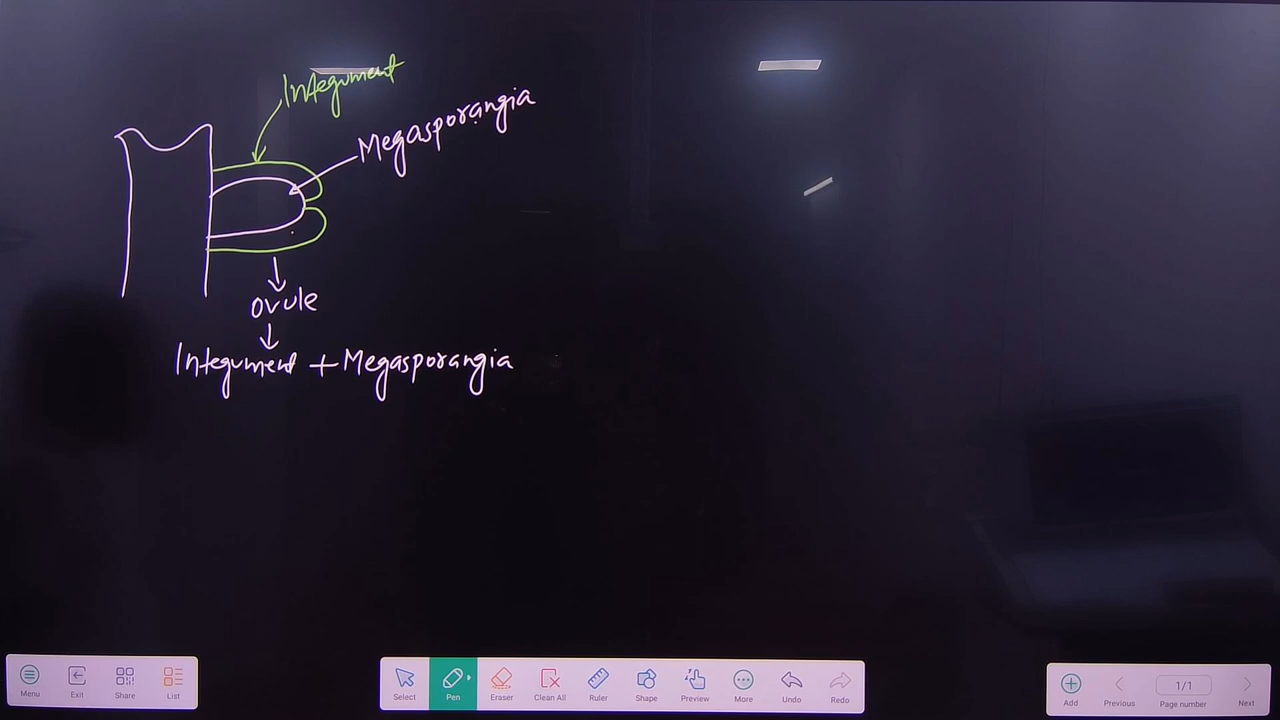 Integument
Megasporangia
Ovule
Integument + Megasporangia
Menu
Exit
Share
List
Select
Pen
Eraser
Clean All
Ruler
Shape
Preview
More
Undo
Redo
Add
Previous
1/1
Page number
Next